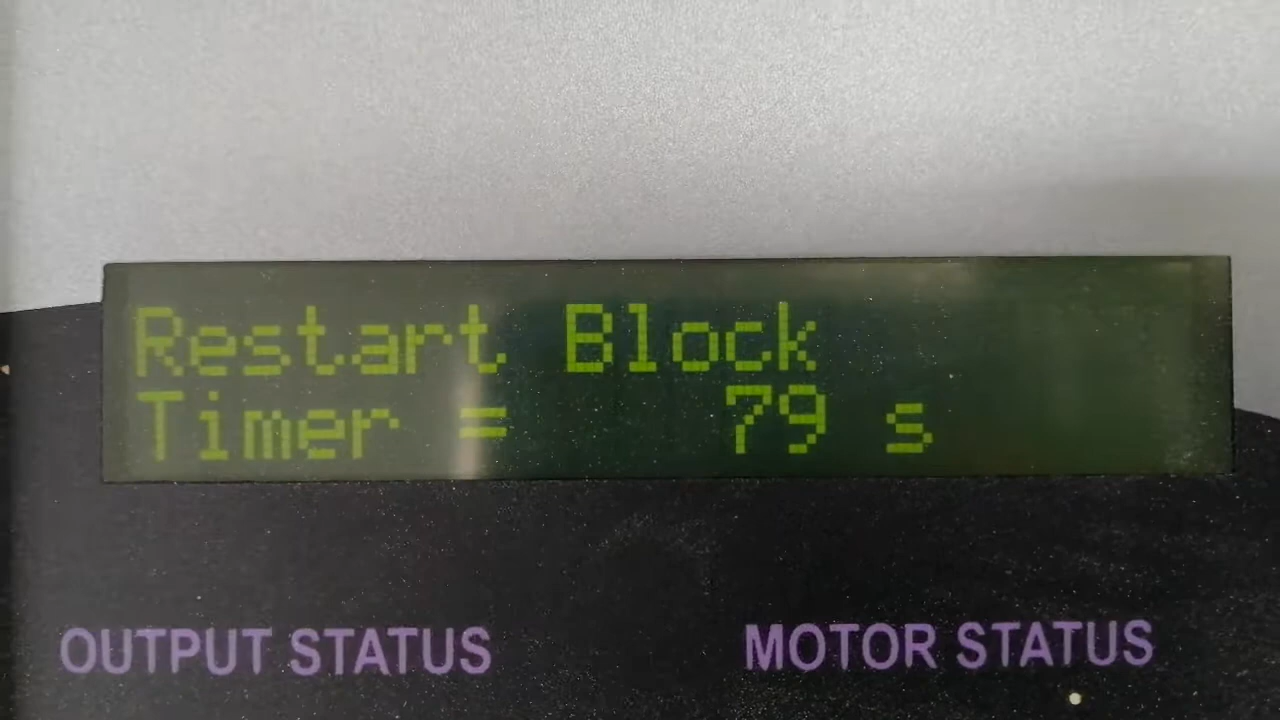 Restart Block
Timer = 79 s
OUTPUT STATUS
MOTOR STATUS